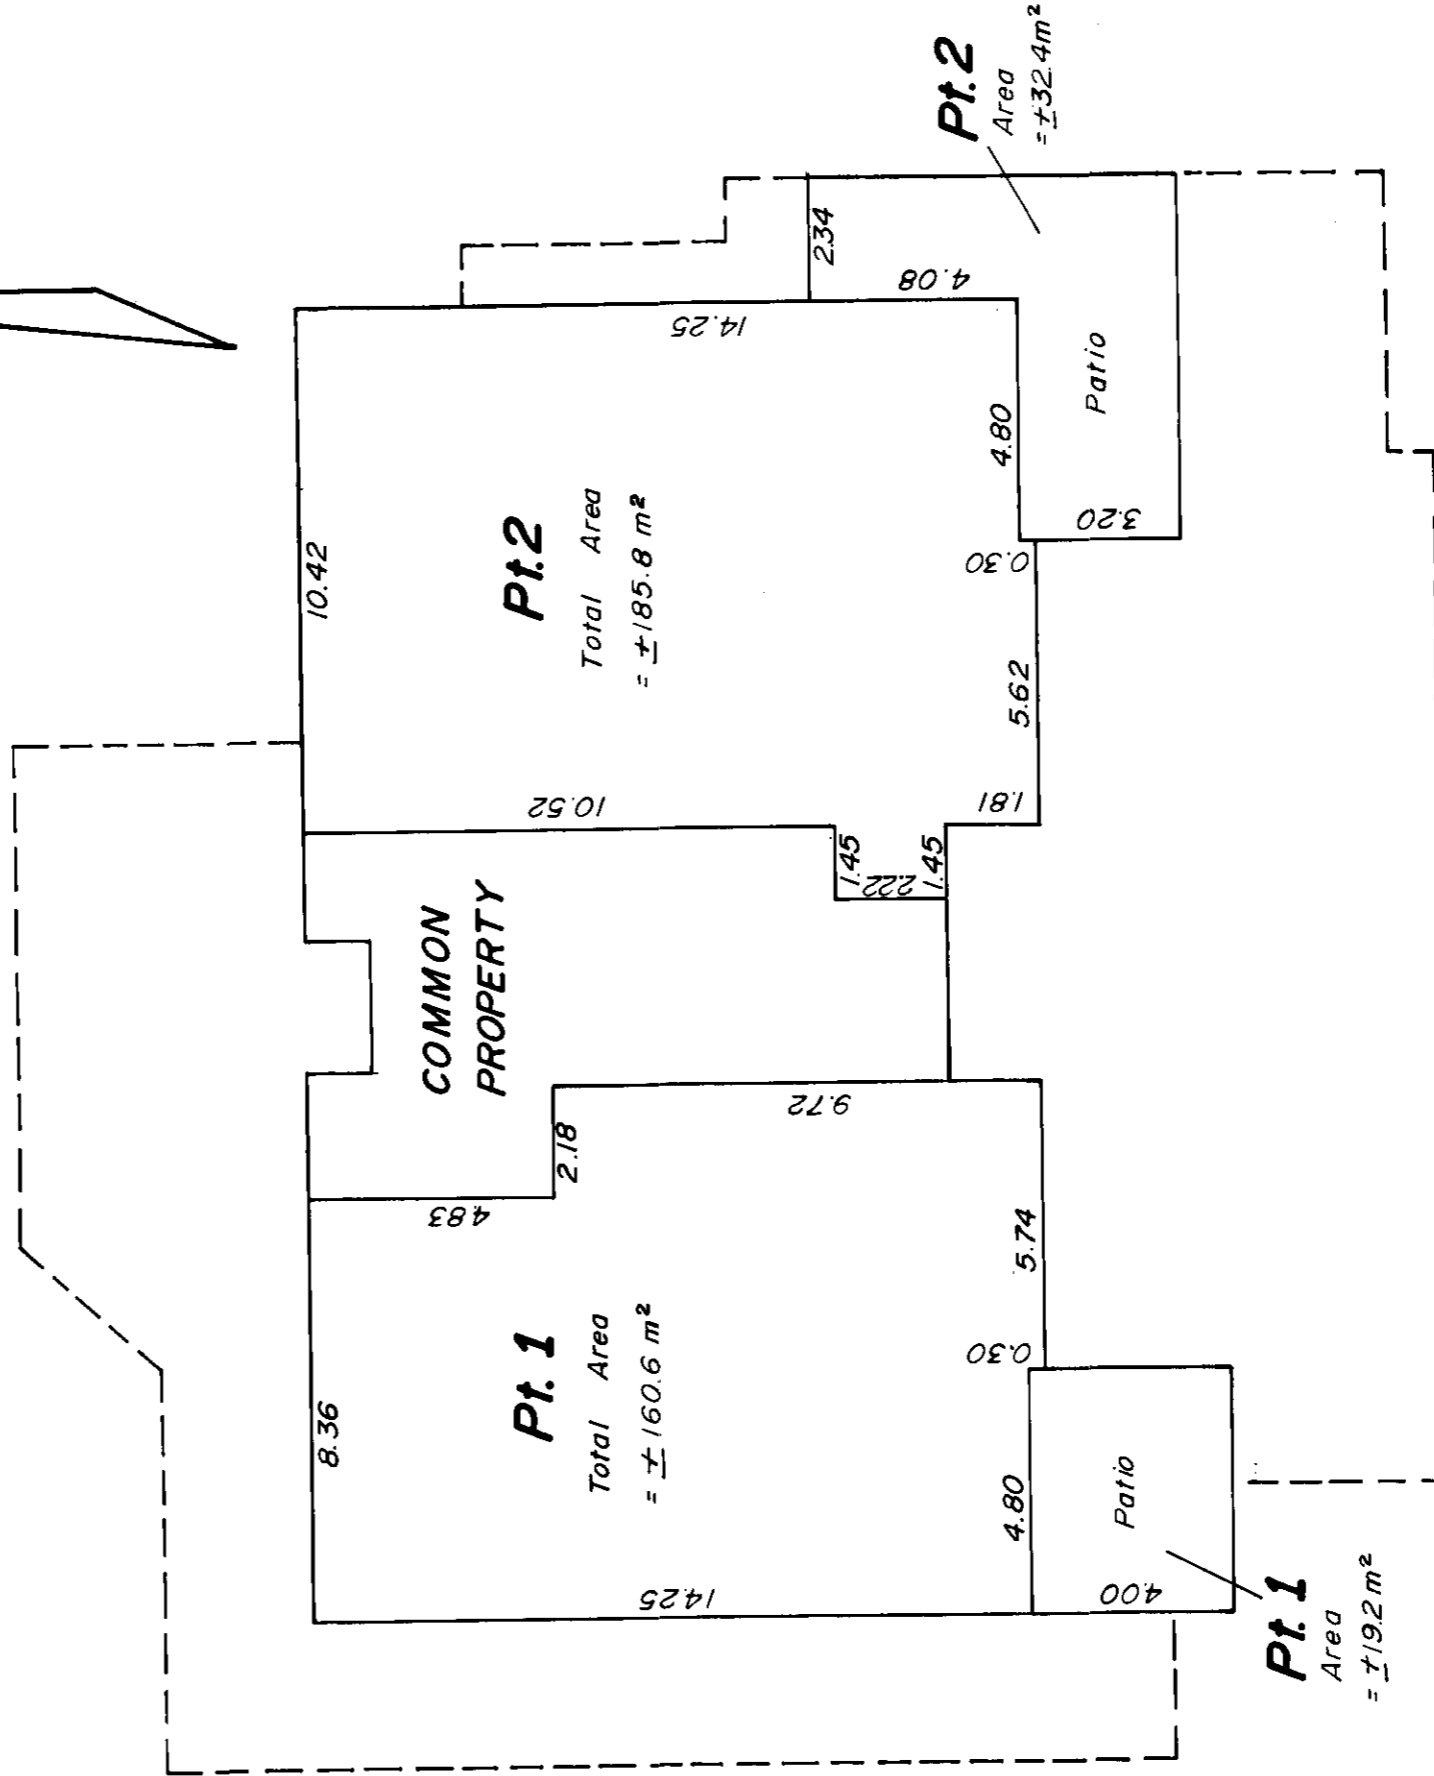 Pt. 1
Total Area
= ±160.6 m²
8.36
4.83
2.18
9.72
5.74
0.30
4.80
14.25
Patio
4.00
Pt. 1
Area
= ±19.2 m²
COMMON
PROPERTY
Pt.2
Total Area
= ±185.8 m²
10.42
10.52
1.45
2.22
1.45
1.81
5.62
0.30
4.80
14.25
4.08
2.34
3.20
Patio
Pt.2
Area
= ±32.4m²